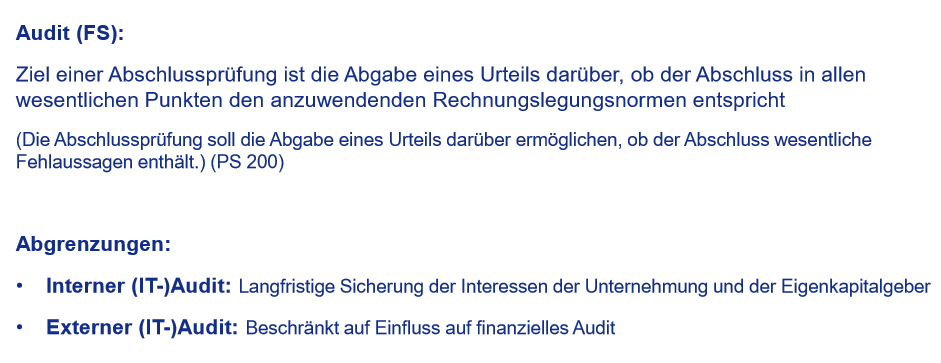 Audit (FS):
Ziel einer Abschlussprüfung ist die Abgabe eines Urteils darüber, ob der Abschluss in allen
wesentlichen Punkten den anzuwendenden Rechnungslegungsnormen entspricht
(Die Abschlussprüfung soll die Abgabe eines Urteils darüber ermöglichen, ob der Abschluss wesentliche
Fehlaussagen enthält.) (PS 200)
Abgrenzungen:
• Interner (IT-)Audit: Langfristige Sicherung der Interessen der Unternehmung und der Eigenkapitalgeber
• Externer (IT-)Audit: Beschränkt auf Einfluss auf finanzielles Audit